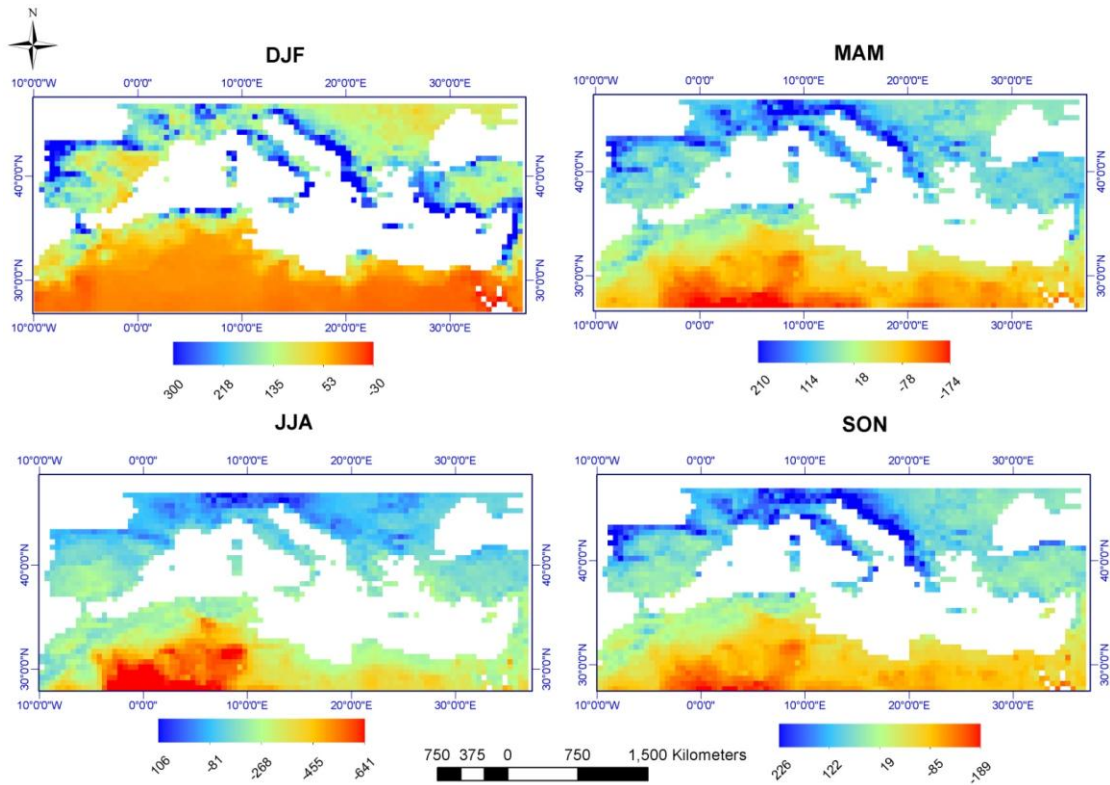 N
DJF
MAM
10°0'0"W 0°0'0" 10°0'0"E 20°0'0"E 30°0'0"E
10°0'0"W 0°0'0" 10°0'0"E 20°0'0"E 30°0'0"E
40°0'0"N 40°0'0"N 40°0'0"N 40°0'0"N
30°0'0"N 30°0'0"N 30°0'0"N 30°0'0"N
10°0'0"W 0°0'0" 10°0'0"E 20°0'0"E 30°0'0"E
10°0'0"W 0°0'0" 10°0'0"E 20°0'0"E 30°0'0"E
300 218 135 53 -30
210 114 18 -78 -174
JJA
SON
10°0'0"W 0°0'0" 10°0'0"E 20°0'0"E 30°0'0"E
10°0'0"W 0°0'0" 10°0'0"E 20°0'0"E 30°0'0"E
40°0'0"N 40°0'0"N 40°0'0"N 40°0'0"N
30°0'0"N 30°0'0"N 30°0'0"N 30°0'0"N
10°0'0"W 0°0'0" 10°0'0"E 20°0'0"E 30°0'0"E
10°0'0"W 0°0'0" 10°0'0"E 20°0'0"E 30°0'0"E
106 -81 -268 -455 -641
750 375 0 750 1,500 Kilometers
226 122 19 -85 -189